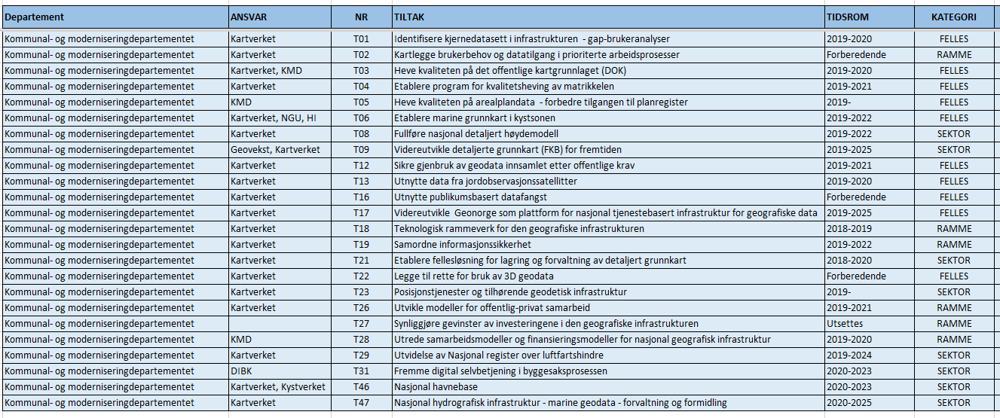 Departement ANSVAR NR TILTAK TIDSROM KATEGORI
Kommunal- og moderniseringdepartementet Kartverket T01 Identifisere kjernedatasett i infrastrukturen - gap-brukeranalyser 2019-2020 FELLES
Kommunal- og moderniseringdepartementet Kartverket T02 Kartlegge brukerbehov og datatilgang i prioriterte arbeidsprosesser Forberedende RAMME
Kommunal- og moderniseringdepartementet Kartverket, KMD T03 Heve kvaliteten på det offentlige kartgrunnlaget (DOK) 2019-2020 FELLES
Kommunal- og moderniseringdepartementet Kartverket T04 Etablere program for kvalitetsheving av matrikkelen 2019-2021 FELLES
Kommunal- og moderniseringdepartementet KMD T05 Heve kvaliteten på arealplandata - forbedre tilgangen til planregister 2019- FELLES
Kommunal- og moderniseringdepartementet Kartverket, NGU, HI T06 Etablere marine grunnkart i kystsonen 2019-2022 FELLES
Kommunal- og moderniseringdepartementet Kartverket T08 Fullføre nasjonal detaljert høydemodell 2019-2022 SEKTOR
Kommunal- og moderniseringdepartementet Geovekst, Kartverket T09 Videreutvikle detaljerte grunnkart (FKB) for fremtiden 2019-2025 SEKTOR
Kommunal- og moderniseringdepartementet Kartverket T12 Sikre gjenbruk av geodata innsamlet etter offentlige krav 2019-2021 FELLES
Kommunal- og moderniseringdepartementet Kartverket T13 Utnytte data fra jordobservasjonssatellitter 2019-2020 FELLES
Kommunal- og moderniseringdepartementet Kartverket T16 Utnytte publikumsbasert datafangst Forberedende FELLES
Kommunal- og moderniseringdepartementet Kartverket T17 Videreutvikle Geonorge som plattform for nasjonal tjenestebasert infrastruktur for geografiske data 2019-2025 FELLES
Kommunal- og moderniseringdepartementet Kartverket T18 Teknologisk rammeverk for den geografiske infrastrukturen 2018-2019 RAMME
Kommunal- og moderniseringdepartementet Kartverket T19 Samordne informasjonssikkerhet 2019-2022 RAMME
Kommunal- og moderniseringdepartementet Kartverket T21 Etablere fellesløsning for lagring og forvaltning av detaljert grunnkart 2018-2020 SEKTOR
Kommunal- og moderniseringdepartementet Kartverket T22 Legge til rette for bruk av 3D geodata Forberedende FELLES
Kommunal- og moderniseringdepartementet Kartverket T23 Posisjonstjenester og tilhørende geodetisk infrastruktur 2019- SEKTOR
Kommunal- og moderniseringdepartementet Kartverket T26 Utvikle modeller for offentlig-privat samarbeid 2019-2021 RAMME
Kommunal- og moderniseringdepartementet T27 Synliggjøre gevinster av investeringene i den geografiske infrastrukturen Utsettes RAMME
Kommunal- og moderniseringdepartementet KMD T28 Utrede samarbeidsmodeller og finansieringsmodeller for nasjonal geografisk infrastruktur 2019-2020 RAMME
Kommunal- og moderniseringdepartementet Kartverket T29 Utvidelse av Nasjonal register over luftfartshindre 2019-2024 SEKTOR
Kommunal- og moderniseringdepartementet DIBK T31 Fremme digital selvbetjening i byggesaksprosessen 2020-2023 SEKTOR
Kommunal- og moderniseringdepartementet Kartverket, Kystverket T46 Nasjonal havnebase 2020-2023 SEKTOR
Kommunal- og moderniseringdepartementet Kartverket T47 Nasjonal hydrografisk infrastruktur - marine geodata - forvaltning og formidling 2020-2025 SEKTOR